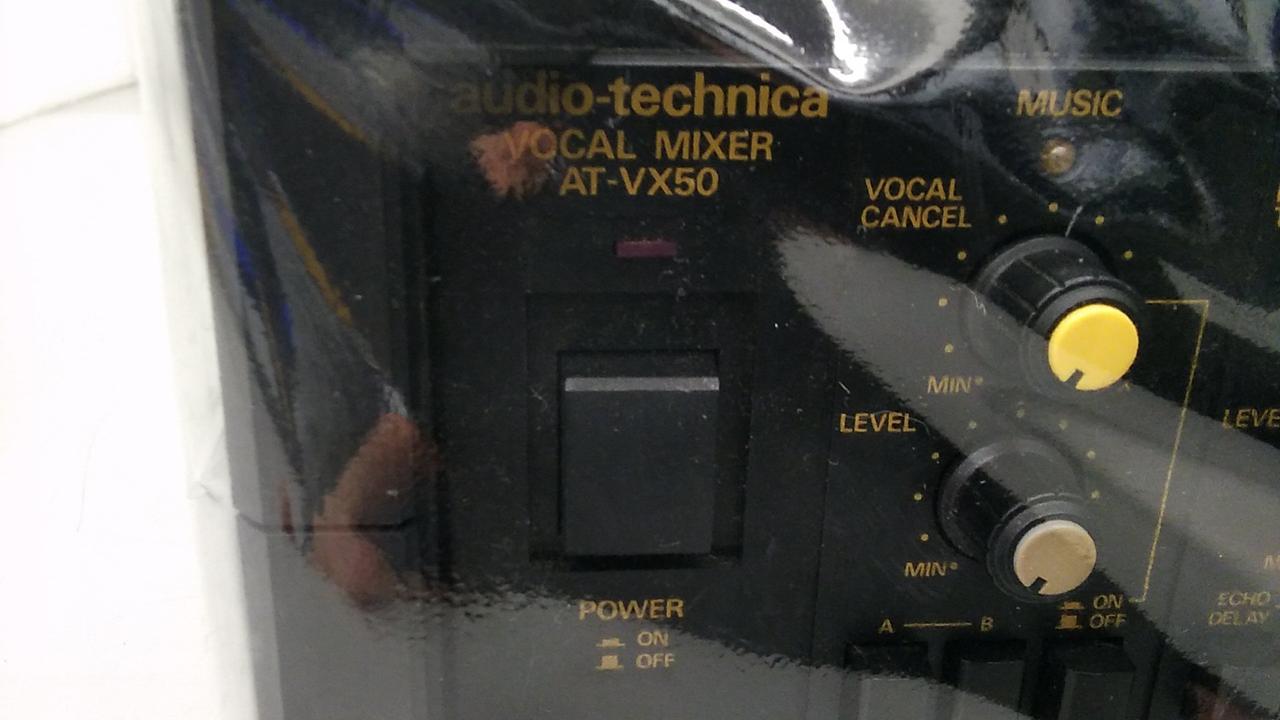 audio-technica
VOCAL MIXER
AT-VX50
MUSIC
VOCAL
CANCEL
MIN
LEVEL
MIN
POWER
ON
OFF
A
B
ON
OFF
ECHO
DELAY